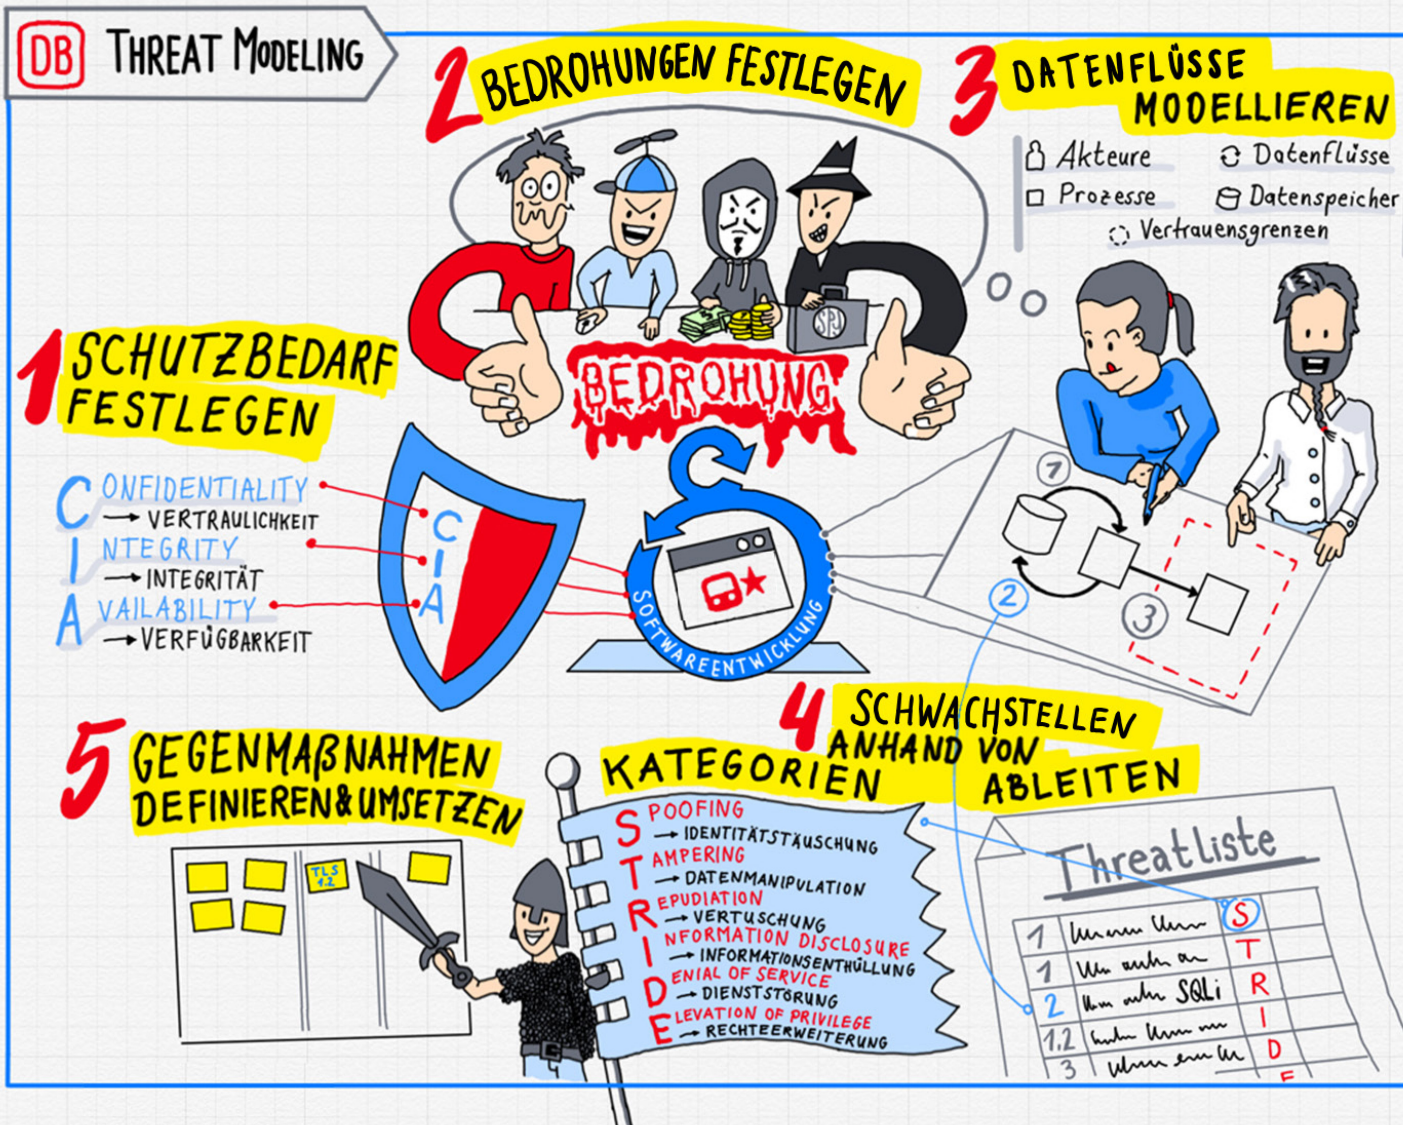 DB THREAT MODELING
1 SCHUTZBEDARF
FESTLEGEN
CONFIDENTIALITY
→ VERTRAULICHKEIT
INTEGRITY
→ INTEGRITÄT
AVAILABILITY
→ VERFÜGBARKEIT
C
I
A
2 BEDROHUNGEN FESTLEGEN
SPY
BEDROHUNG
SOFTWAREENTWICKLUNG
3 DATENFLÜSSE
MODELLIEREN
Akteure
Datenflüsse
Prozesse
Datenspeicher
Vertrauensgrenzen
1
2
3
4 SCHWACHSTELLEN
ANHAND VON
KATEGORIEN ABLEITEN
SPOOFING
→ IDENTITÄTSTÄUSCHUNG
TAMPERING
→ DATENMANIPULATION
REPUDIATION
→ VERTUSCHUNG
INFORMATION DISCLOSURE
→ INFORMATIONSENTHÜLLUNG
DENIAL OF SERVICE
→ DIENSTSTÖRUNG
ELEVATION OF PRIVILEGE
→ RECHTEERWEITERUNG
Threatliste
1 S
1 T
2 SQLi R
1.2 I
3 D
E
5 GEGENMAßNAHMEN
DEFINIEREN & UMSETZEN
TLS
1.2